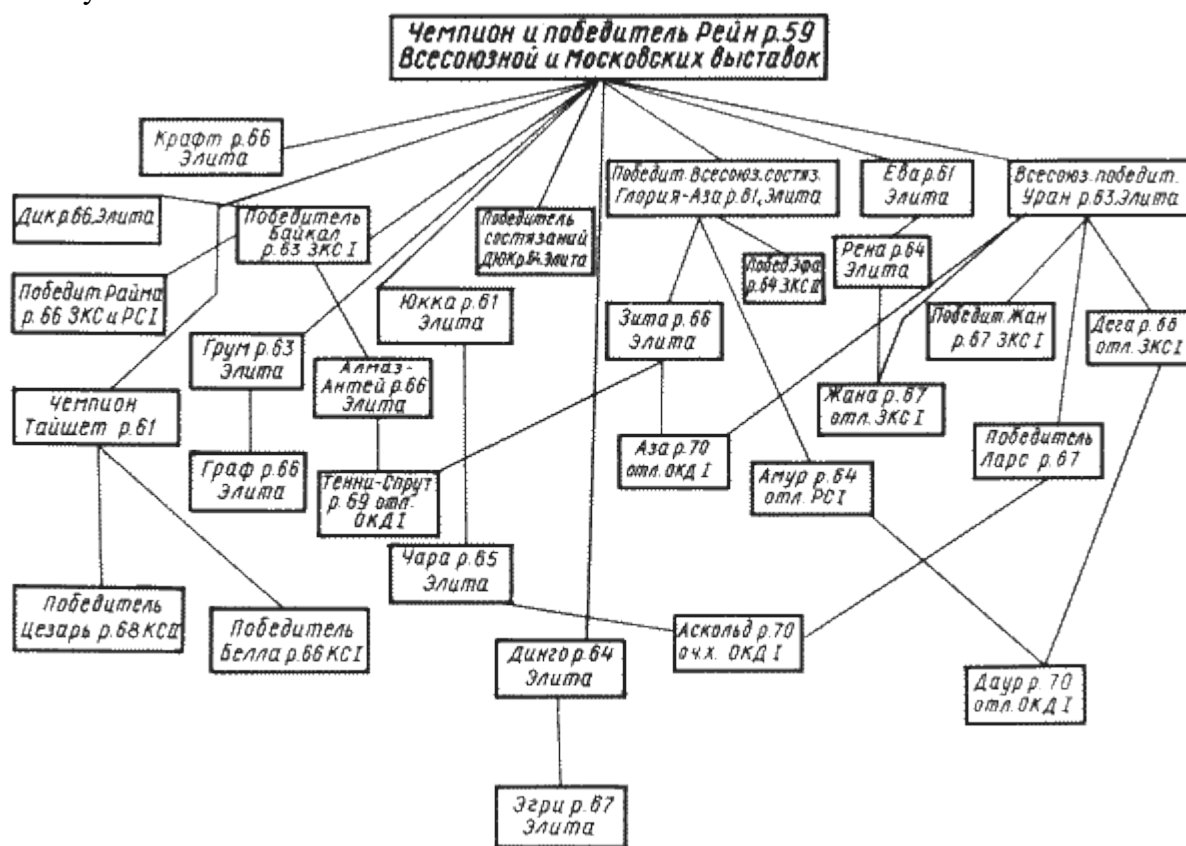 Чемпион и победитель Рейн р.59
Всесоюзной и Московских выставок
Крафт р.66
Элита
Победит. Всесоюз. состяз.
Глория-Аза р.61, Элита
Ева р.61
Элита
Всесоюз. победит.
Уран р.63. Элита
Дик р.66. Элита
Победитель
Байкал
р.63 ЗКС I
Победитель
состязаний
ДЮК р.64. Элита
Рена р.64
Элита
Побед. Эфа
р.64 ЗКС II
Победит. Райма
р.66 ЗКС и РС I
Юкка р.61
Элита
Зита р.66
Элита
Победит. Жан
р.67 ЗКС I
Дега р.66
отл. ЗКС I
Грум р.63
Элита
Алмаз-
Антей р.66
Элита
Чемпион
Тайшет р.61
Жана р.67
отл. ЗКС I
Победитель
Ларс р.67
Граф р.66
Элита
Тенни-Спрут
р.69 отл.
ОКД I
Аза р.70
отл. ОКД I
Амур р.64
отл. РС I
Чара р.65
Элита
Победитель
Цезарь р.68 КС II
Победитель
Белла р.66 КС I
Аскольд р.70
оч.х. ОКД I
Динго р.64
Элита
Даур р.70
отл. ОКД I
Эгри р.67
Элита